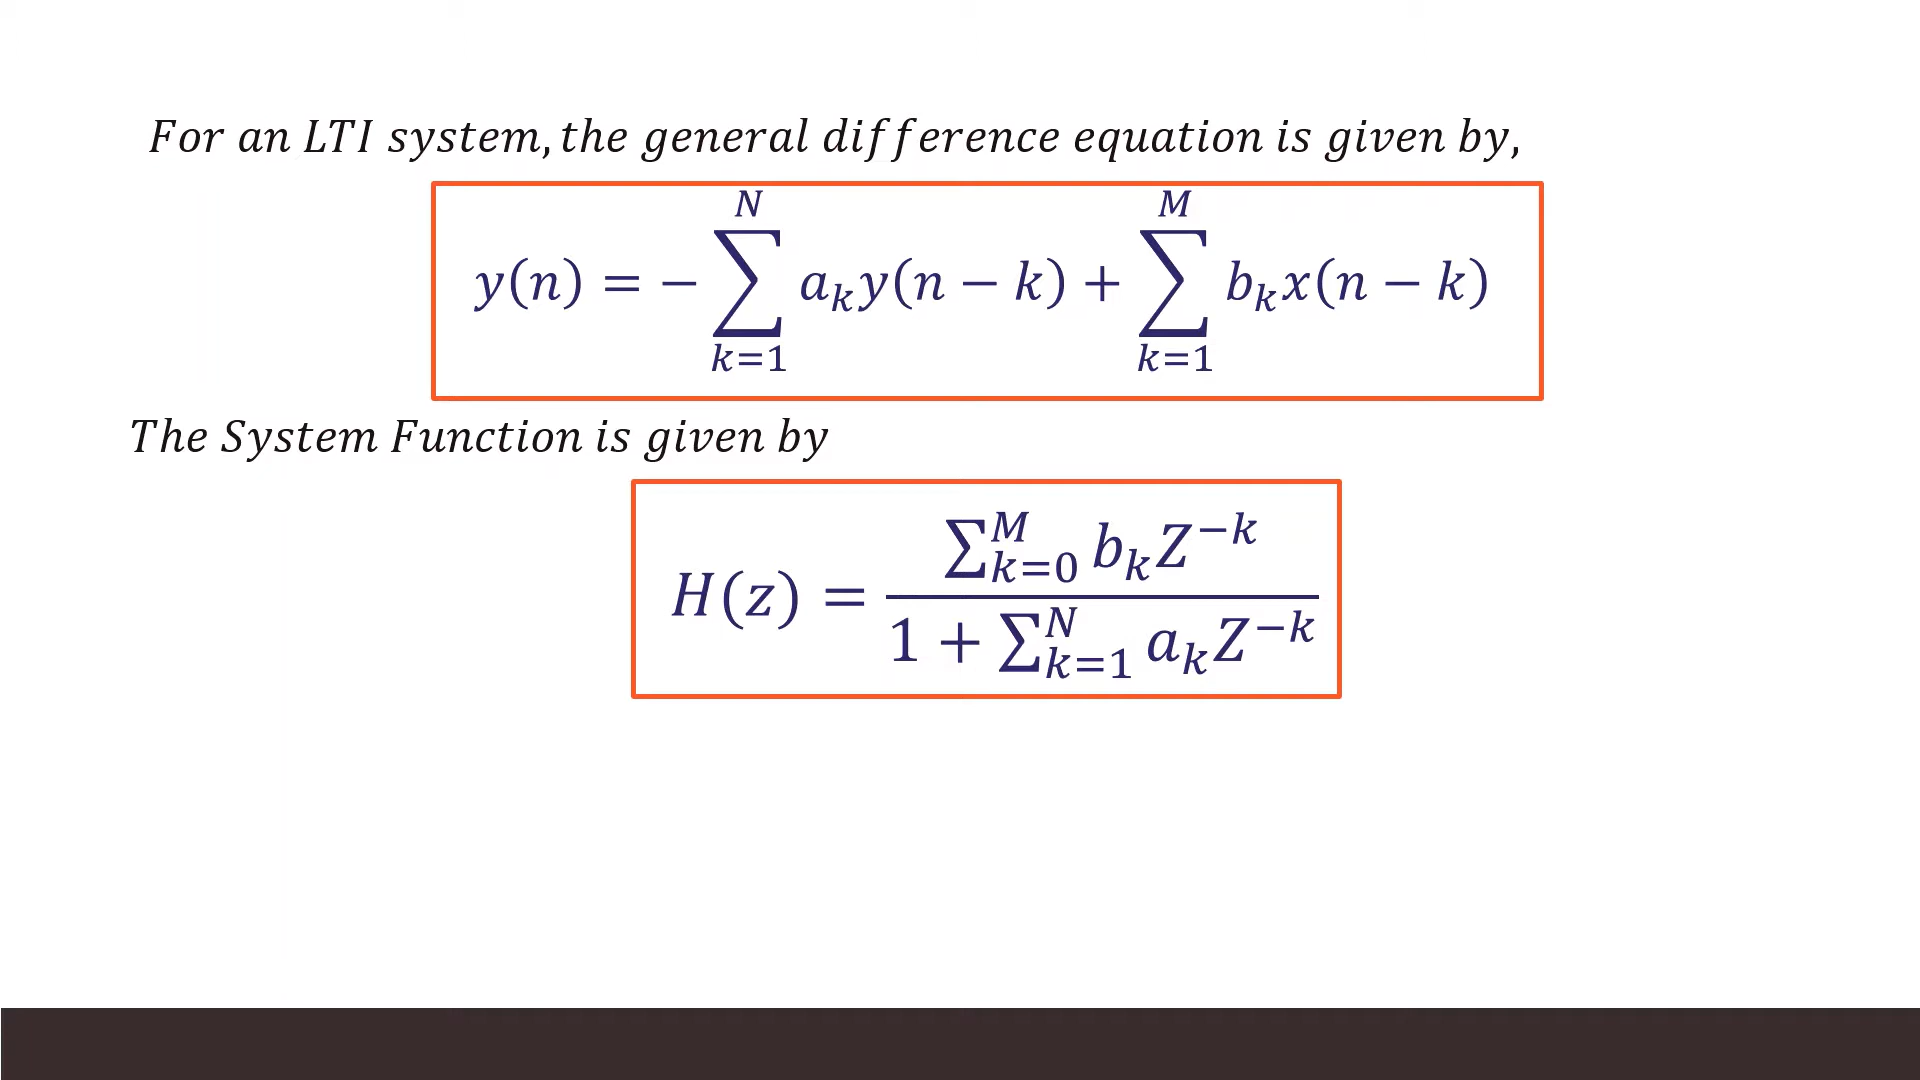 For an LTI system, the general difference equation is given by,
y(n) = − ∑_{k=1}^{N} a_k y(n − k) + ∑_{k=1}^{M} b_k x(n − k)
The System Function is given by
H(z) = \frac{∑_{k=0}^{M} b_k Z^{−k}}{1 + ∑_{k=1}^{N} a_k Z^{−k}}